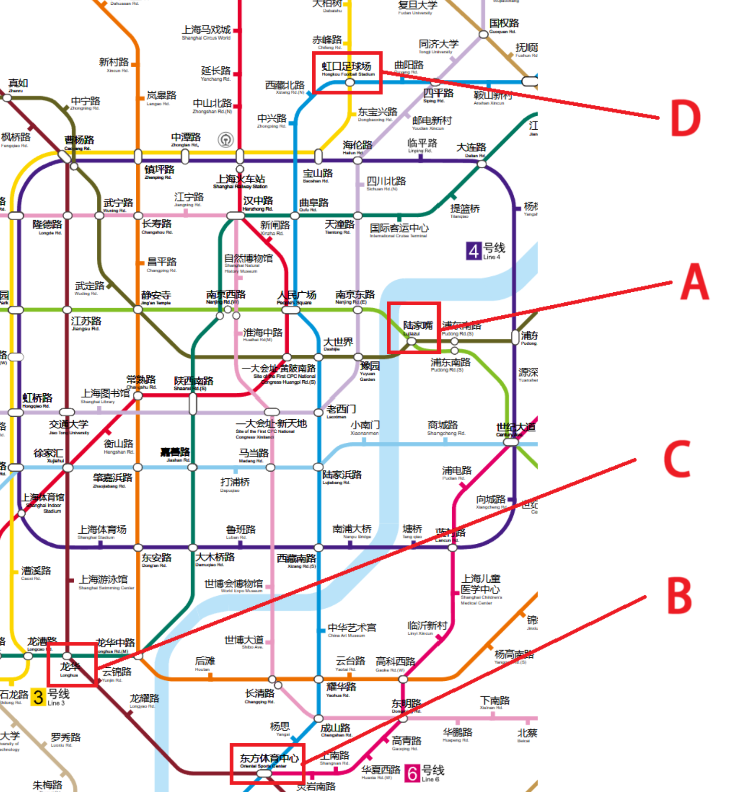 大柏树
复旦大学
Fudan University
国权路
Guoquan Rd.
上海马戏城
Shanghai Circus World
赤峰路
Chifeng Rd.
同济大学
Tongji University
抚顺
新村路
Xincun Rd.
延长路
Yanchang Rd.
虹口足球场
Hongkou Football Stadium
曲阳路
真如
Zhenru
中宁路
Zhongning Rd.
岚皋路
Langao Rd.
中山北路
Zhongshan Rd.(N)
西藏北路
Xizang Rd.(N)
四平路
Siping Rd.
鞍山新村
Anshan Xincun
D
中兴路
Zhongxing Rd.
东宝兴路
Dongbaoxing Rd.
邮电新村
Youdian Xincun
江
枫桥路
Fengqiao Rd.
曹杨路
Caoyang Rd.
中潭路
Zhongtan Rd.
海伦路
Hailun Rd.
临平路
Linping Rd.
大连路
Dalian Rd.
镇坪路
Zhenping Rd.
上海火车站
Shanghai Railway Station
宝山路
Baoshan Rd.
四川北路
Sichuan Rd.(N)
武宁路
Wuning Rd.
江宁路
Jiangning Rd.
汉中路
Hanzhong Rd.
曲阜路
Qufu Rd.
提篮桥
Tilanqiao
隆德路
Longde Rd.
长寿路
Changshou Rd.
新闸路
Xinzha Rd.
天潼路
Tiantong Rd.
国际客运中心
International Cruise Terminal
4 号线
Line 4
昌平路
Changping Rd.
自然博物馆
Shanghai Natural
History Museum
武定路
Wuding Rd.
静安寺
Jing'an Temple
南京西路
Nanjing Rd.(W)
人民广场
People's Square
南京东路
Nanjing Rd.(E)
A
园
江苏路
Jiangsu Rd.
淮海中路
Huaihai Rd.(M)
大世界
Dashijie
陆家嘴
Lujiazui
浦东南路
Pudong Rd.(S)
浦东南路
Pudong Rd.(S)
豫园
Yuyuan
Garden
源深
常熟路
Changshu Rd.
陕西南路
Shaanxi Rd.(S)
一大会址·黄陂南路
Site of the First CPC National
Congress·Huangpi Rd.(S)
虹桥路
Hongqiao Rd.
上海图书馆
Shanghai Library
交通大学
Jiao Tong University
一大会址·新天地
Site of the First CPC National
Congress·Xintiandi
老西门
Laoximen
小南门
Xiaonanmen
商城路
Shangcheng Rd.
世纪大道
衡山路
Hengshan Rd.
徐家汇
Xujiahui
嘉善路
Jiashan Rd.
马当路
Madang Rd.
C
肇嘉浜路
Zhaojiabang Rd.
打浦桥
Dapuqiao
陆家浜路
Lujiabang Rd.
浦电路
Pudian Rd.
上海体育馆
Shanghai Indoor
Stadium
向城路
Xiangcheng Rd.
上海体育场
Shanghai Stadium
鲁班路
Luban Rd.
南浦大桥
Nanpu Bridge
塘桥
Tangqiao
蓝村路
Lancun Rd.
东安路
Dong'an Rd.
大木桥路
Damuqiao Rd.
西藏南路
Xizang Rd.(S)
漕溪路
Caoxi Rd.
上海游泳馆
Shanghai Swimming Center
世博会博物馆
World Expo Museum
上海儿童
医学中心
Shanghai Children's
Medical Center
B
龙漕路
Longcao Rd.
龙华中路
Longhua Rd.(M)
世博大道
Shibo Ave.
中华艺术宫
China Art Museum
临沂新村
Linyi Xincun
龙华
Longhua
云锦路
Yunjin Rd.
后滩
Houtan
云台路
Yuntai Rd.
高科西路
Gaoke Rd.(W)
杨高南路
Yanggao Rd.(S)
石龙路
Shilong Rd.
3 号线
Line 3
龙耀路
Longyao Rd.
长清路
Changqing Rd.
耀华路
Yaohua Rd.
东明路
下南路
Xianan Rd.
罗秀路
Luoxiu Rd.
杨思
Yangsi
成山路
Chengshan Rd.
华鹏路
Huapeng Rd.
北蔡
高青路
Gaoqing Rd.
东方体育中心
Oriental Sports Center
上南路
Shangnan Rd.
华夏西路
Huaxia Rd.(W)
6 号线
Line 6
朱梅路
Zhumei Rd.
灵岩南路
Lingyan Rd.(S)